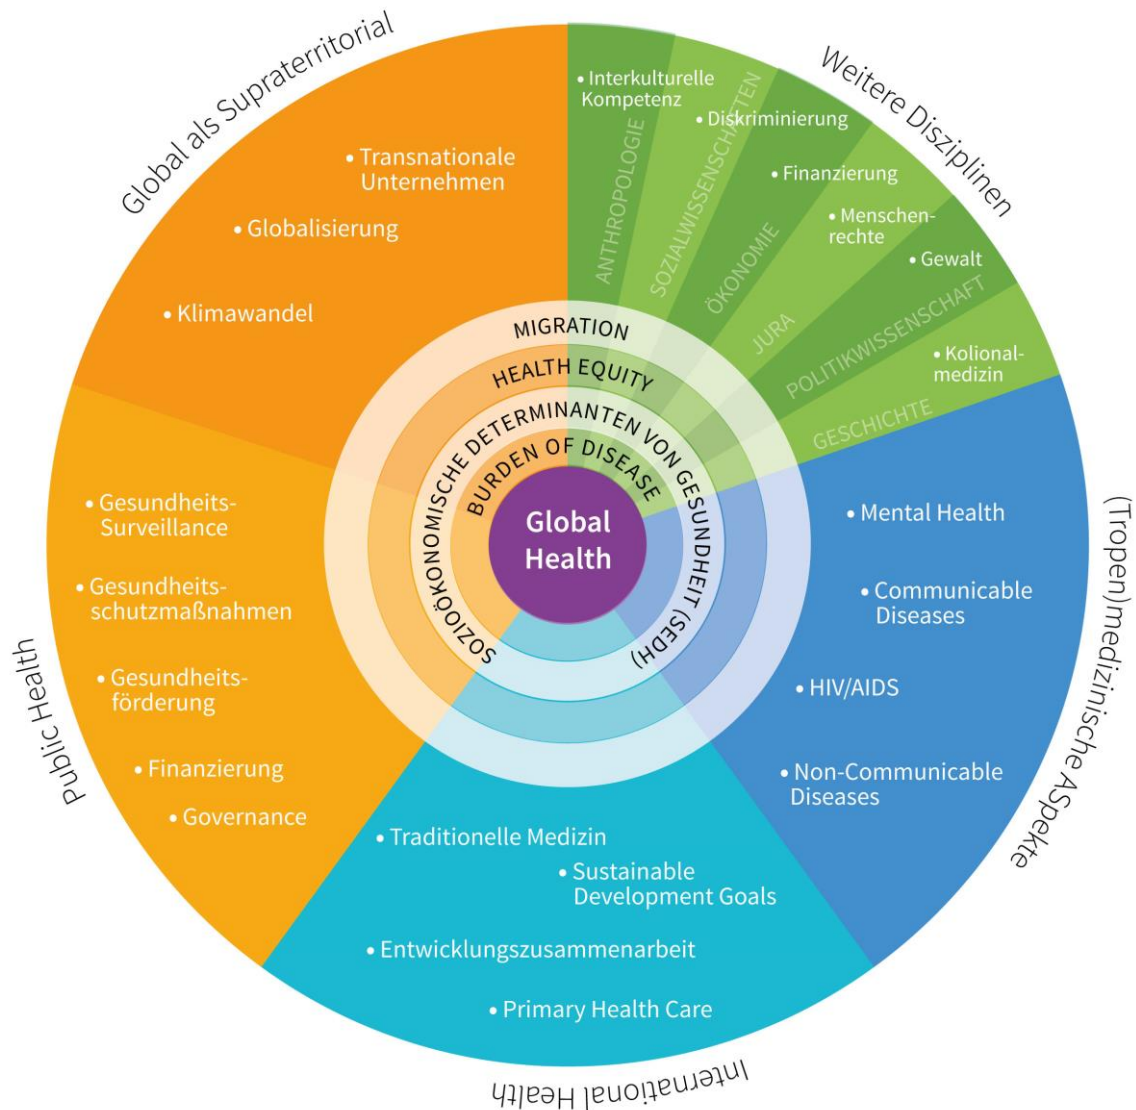 Global als Supraterritorial
• Transnationale
Unternehmen
• Globalisierung
• Klimawandel
Weitere Disziplinen
• Interkulturelle
Kompetenz
ANTHROPOLOGIE
• Diskriminierung
SOZIALWISSENSCHAFTEN
• Finanzierung
ÖKONOMIE
• Menschen-
rechte
JURA
• Gewalt
POLITIKWISSENSCHAFT
• Kolional-
medizin
GESCHICHTE
(Tropen)medizinische ASpekte
• Mental Health
• Communicable
Diseases
• HIV/AIDS
• Non-Communicable
Diseases
International Health
• Traditionelle Medizin
• Sustainable
Development Goals
• Entwicklungszusammenarbeit
• Primary Health Care
Public Health
• Gesundheits-
Surveillance
• Gesundheits-
schutzmaßnahmen
• Gesundheits-
förderung
• Finanzierung
• Governance
MIGRATION
HEALTH EQUITY
SOZIOÖKONOMISCHE DETERMINANTEN VON GESUNDHEIT (SEDH)
BURDEN OF DISEASE
Global
Health